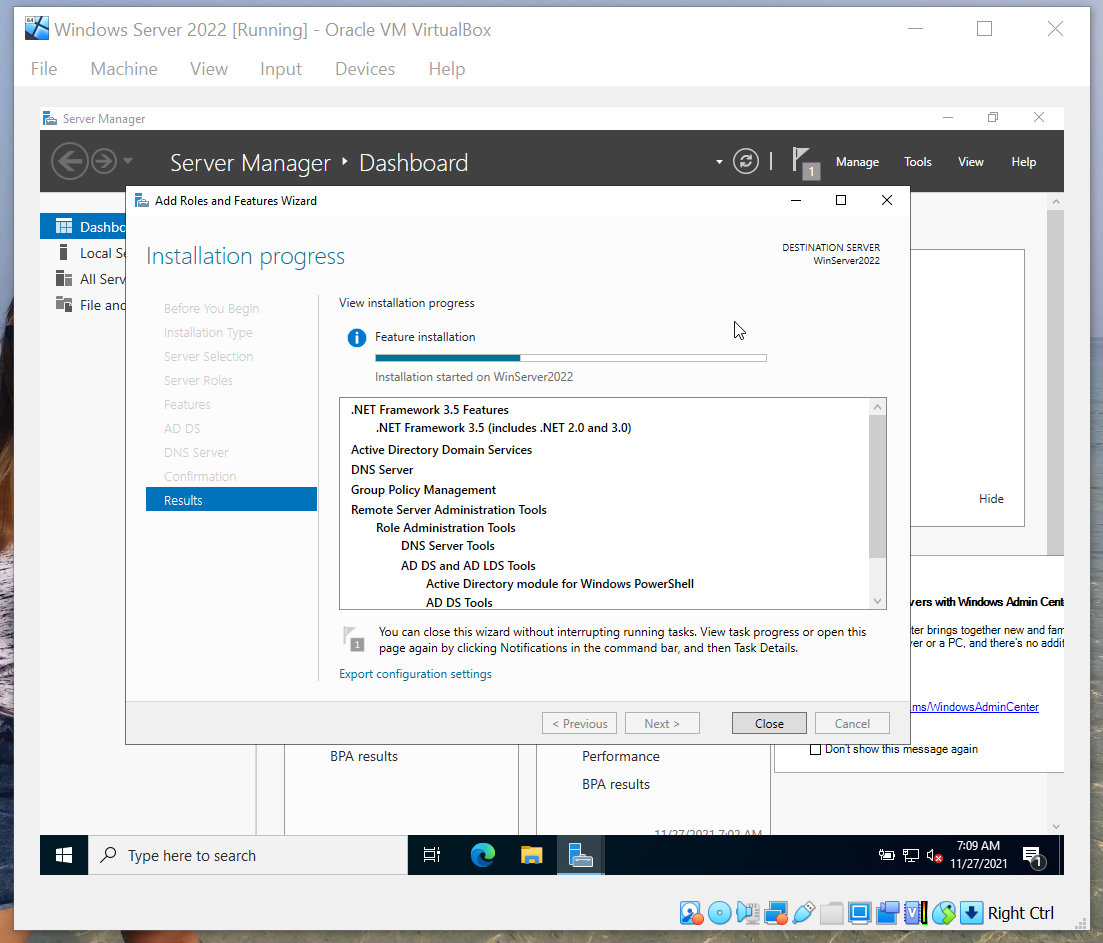 Windows Server 2022 [Running] - Oracle VM VirtualBox
File Machine View Input Devices Help
Server Manager
Server Manager Dashboard
1
Manage Tools View Help
Add Roles and Features Wizard
Dashbo
Local Se
All Serv
File and
Installation progress
DESTINATION SERVER
WinServer2022
Before You Begin
Installation Type
Server Selection
Server Roles
Features
AD DS
DNS Server
Confirmation
Results
View installation progress
Feature installation
Installation started on WinServer2022
.NET Framework 3.5 Features
.NET Framework 3.5 (includes .NET 2.0 and 3.0)
Active Directory Domain Services
DNS Server
Group Policy Management
Remote Server Administration Tools
Role Administration Tools
DNS Server Tools
AD DS and AD LDS Tools
Active Directory module for Windows PowerShell
AD DS Tools
1
You can close this wizard without interrupting running tasks. View task progress or open this
page again by clicking Notifications in the command bar, and then Task Details.
Export configuration settings
< Previous Next > Close Cancel
Hide
vers with Windows Admin Cent
ter brings together new and fam
ver or a PC, and there's no addit
ms/WindowsAdminCenter
Don't show this message again
BPA results
Performance
BPA results
11/27/2021 7:02 AM
Type here to search
7:09 AM
11/27/2021
1
Right Ctrl